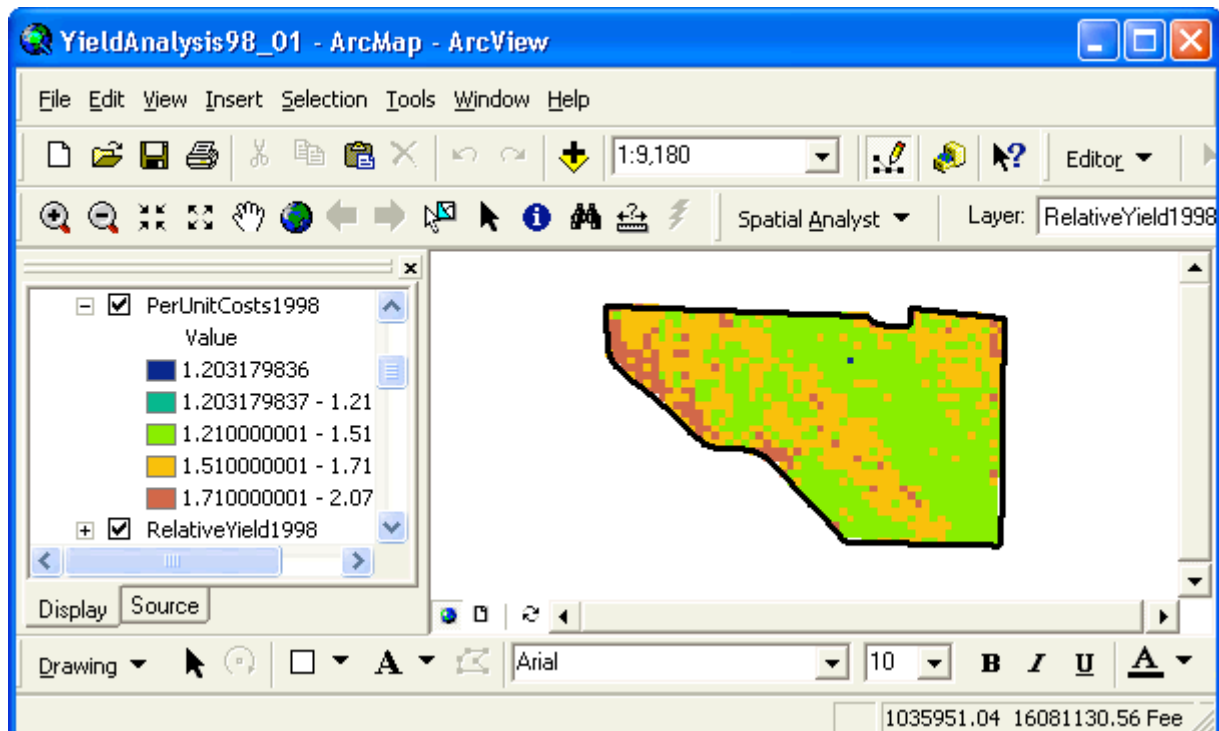 YieldAnalysis98_01 - ArcMap - ArcView
File Edit View Insert Selection Tools Window Help
1:9,180 Editor
Spatial Analyst Layer: RelativeYield1998
PerUnitCosts1998
Value
1.203179836
1.203179837 - 1.21
1.210000001 - 1.51
1.510000001 - 1.71
1.710000001 - 2.07
RelativeYield1998
Display Source
Drawing A Arial 10 B I U A
1035951.04 16081130.56 Fee